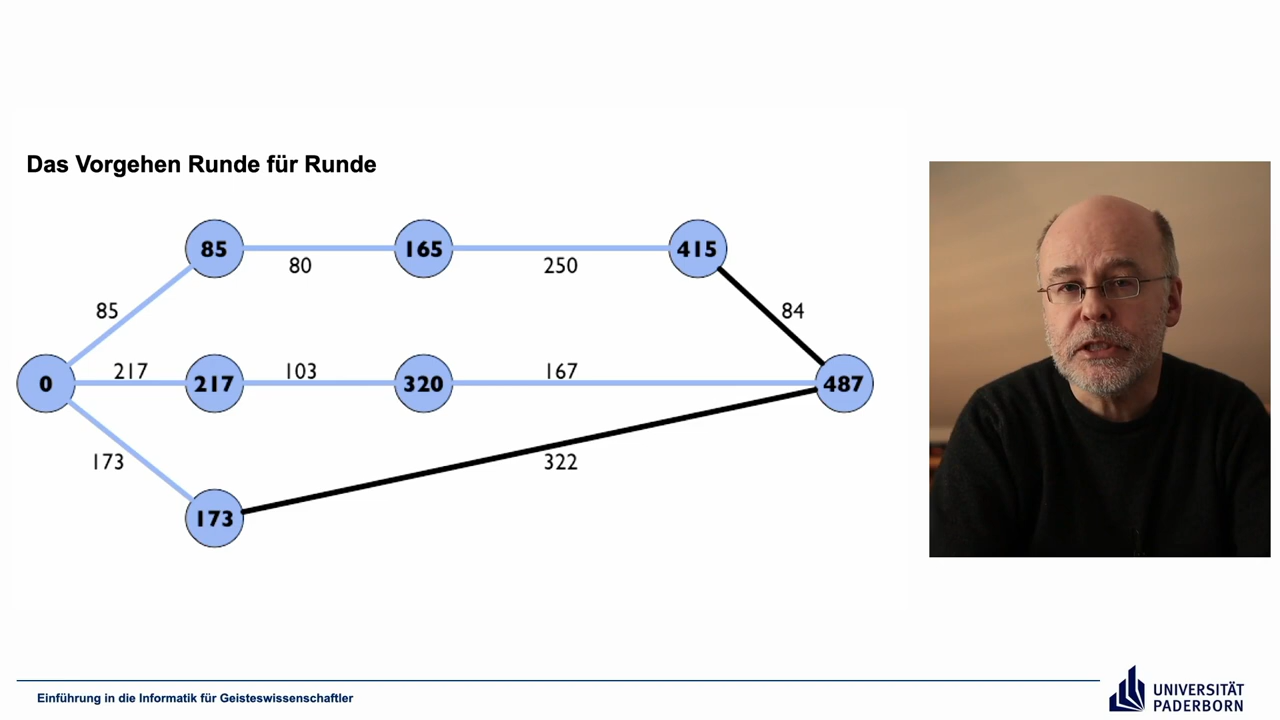 Das Vorgehen Runde für Runde
85 165 415
80 250
85 84
217 103 167
0 217 320 487
173 322
173
Einführung in die Informatik für Geisteswissenschaftler
UNIVERSITÄT
PADERBORN